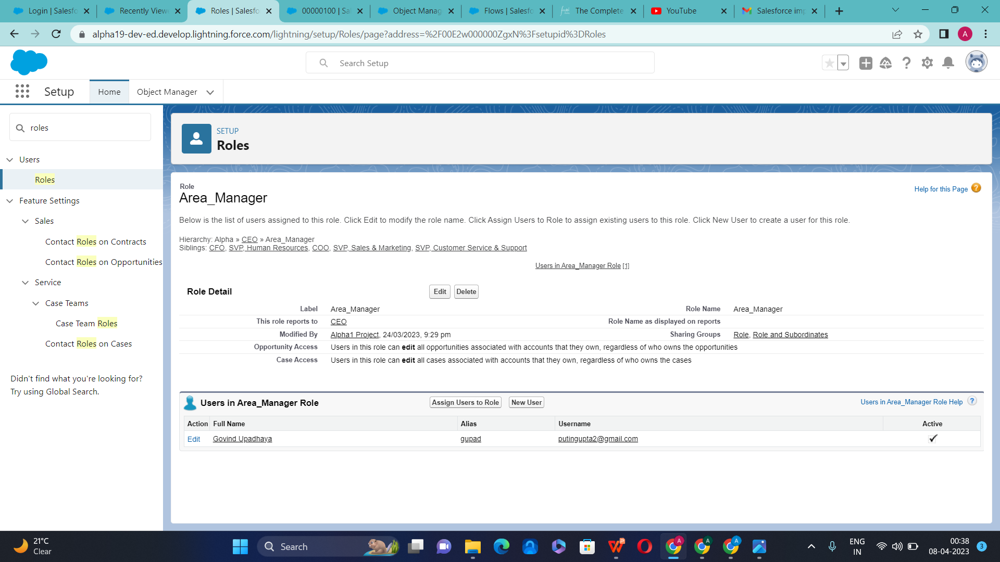 Login | Salesfo
Recently View
Roles | Salesfo
00000100 | Sa
Object Manag
Flows | Salesfo
The Complete
YouTube
Salesforce imp
alpha19-dev-ed.develop.lightning.force.com/lightning/setup/Roles/page?address=%2F00E2w000000ZgxN%3Fsetupid%3DRoles
A
Search Setup
Setup
Home
Object Manager
roles
Users
Roles
Feature Settings
Sales
Contact Roles on Contracts
Contact Roles on Opportunities
Service
Case Teams
Case Team Roles
Contact Roles on Cases
Didn't find what you're looking for?
Try using Global Search.
SETUP
Roles
Role
Area_Manager
Help for this Page ?
Below is the list of users assigned to this role. Click Edit to modify the role name. Click Assign Users to Role to assign existing users to this role. Click New User to create a user for this role.
Hierarchy: Alpha » CEO » Area_Manager
Siblings: CFO, SVP, Human Resources, COO, SVP, Sales & Marketing, SVP, Customer Service & Support
Users in Area_Manager Role [1]
Role Detail
Edit
Delete
Label Area_Manager Role Name Area_Manager
This role reports to CEO Role Name as displayed on reports
Modified By Alpha1 Project, 24/03/2023, 9:29 pm Sharing Groups Role, Role and Subordinates
Opportunity Access Users in this role can edit all opportunities associated with accounts that they own, regardless of who owns the opportunities
Case Access Users in this role can edit all cases associated with accounts that they own, regardless of who owns the cases
Users in Area_Manager Role
Assign Users to Role
New User
Users in Area_Manager Role Help ?
Action Full Name Alias Username Active
Edit Govind Upadhaya gupad putingupta2@gmail.com
21°C
Clear
Search
A
A
A
ENG
IN
00:38
08-04-2023
3